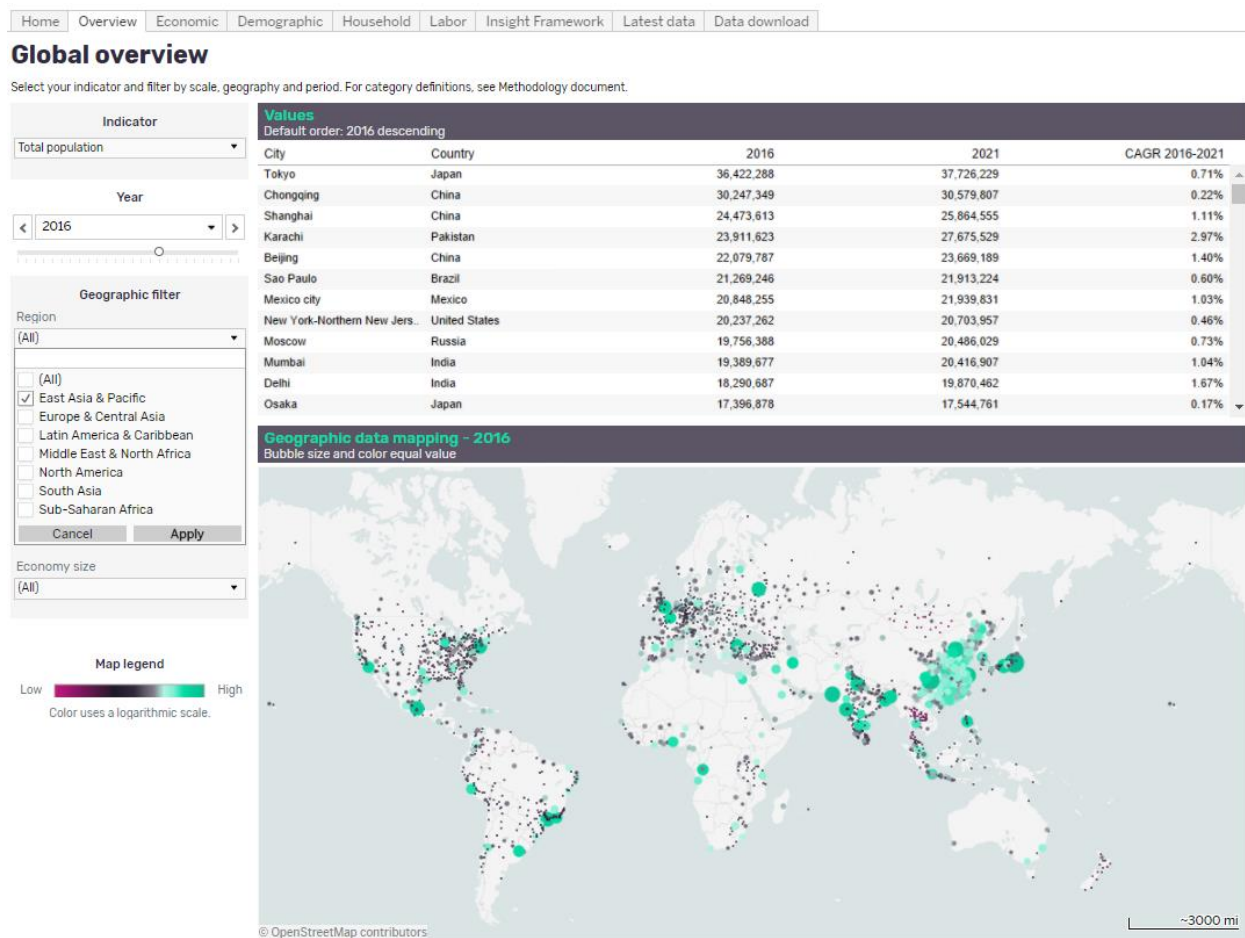 Home Overview Economic Demographic Household Labor Insight Framework Latest data Data download
Global overview
Select your indicator and filter by scale, geography and period. For category definitions, see Methodology document.
Indicator
Total population
Year
2016
Geographic filter
Region
(All)
(All)
East Asia & Pacific
Europe & Central Asia
Latin America & Caribbean
Middle East & North Africa
North America
South Asia
Sub-Saharan Africa
Cancel Apply
Economy size
(All)
Map legend
Low High
Color uses a logarithmic scale.
Values
Default order: 2016 descending
City Country 2016 2021 CAGR 2016-2021
Tokyo Japan 36,422,288 37,726,229 0.71%
Chongqing China 30,247,349 30,579,807 0.22%
Shanghai China 24,473,613 25,864,555 1.11%
Karachi Pakistan 23,911,623 27,675,529 2.97%
Beijing China 22,079,787 23,669,189 1.40%
Sao Paulo Brazil 21,269,246 21,913,224 0.60%
Mexico city Mexico 20,848,255 21,939,831 1.03%
New York-Northern New Jers.. United States 20,237,262 20,703,957 0.46%
Moscow Russia 19,756,388 20,486,029 0.73%
Mumbai India 19,389,677 20,416,907 1.04%
Delhi India 18,290,687 19,870,462 1.67%
Osaka Japan 17,396,878 17,544,761 0.17%
Geographic data mapping - 2016
Bubble size and color equal value
~3000 mi
© OpenStreetMap contributors